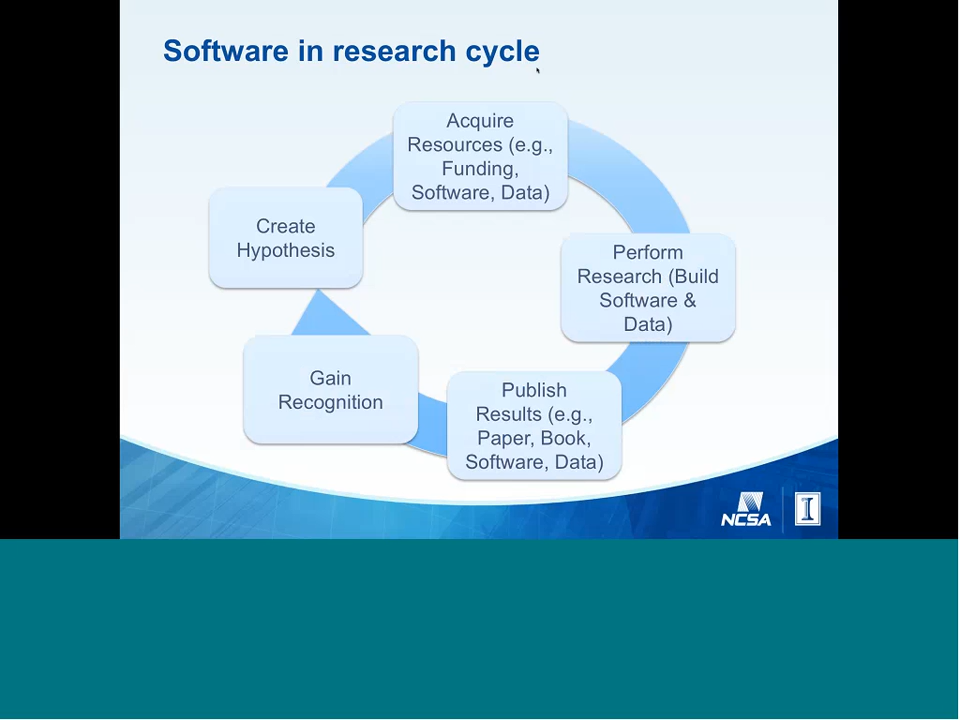 Software in research cycle
Acquire
Resources (e.g.,
Funding,
Software, Data)
Create
Hypothesis
Perform
Research (Build
Software &
Data)
Gain
Recognition
Publish
Results (e.g.,
Paper, Book,
Software, Data)
NCSA
I